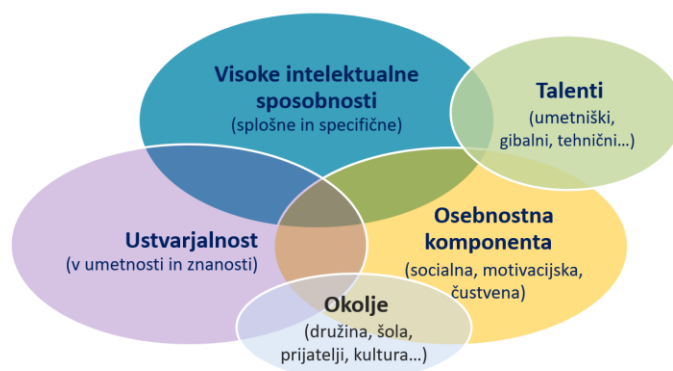 Visoke intelektualne
sposobnosti
(splošne in specifične)
Talenti
(umetniški,
gibalni, tehnični...)
Ustvarjalnost
(v umetnosti in znanosti)
Osebnostna
komponenta
(socialna, motivacijska,
čustvena)
Okolje
(družina, šola,
prijatelji, kultura...)